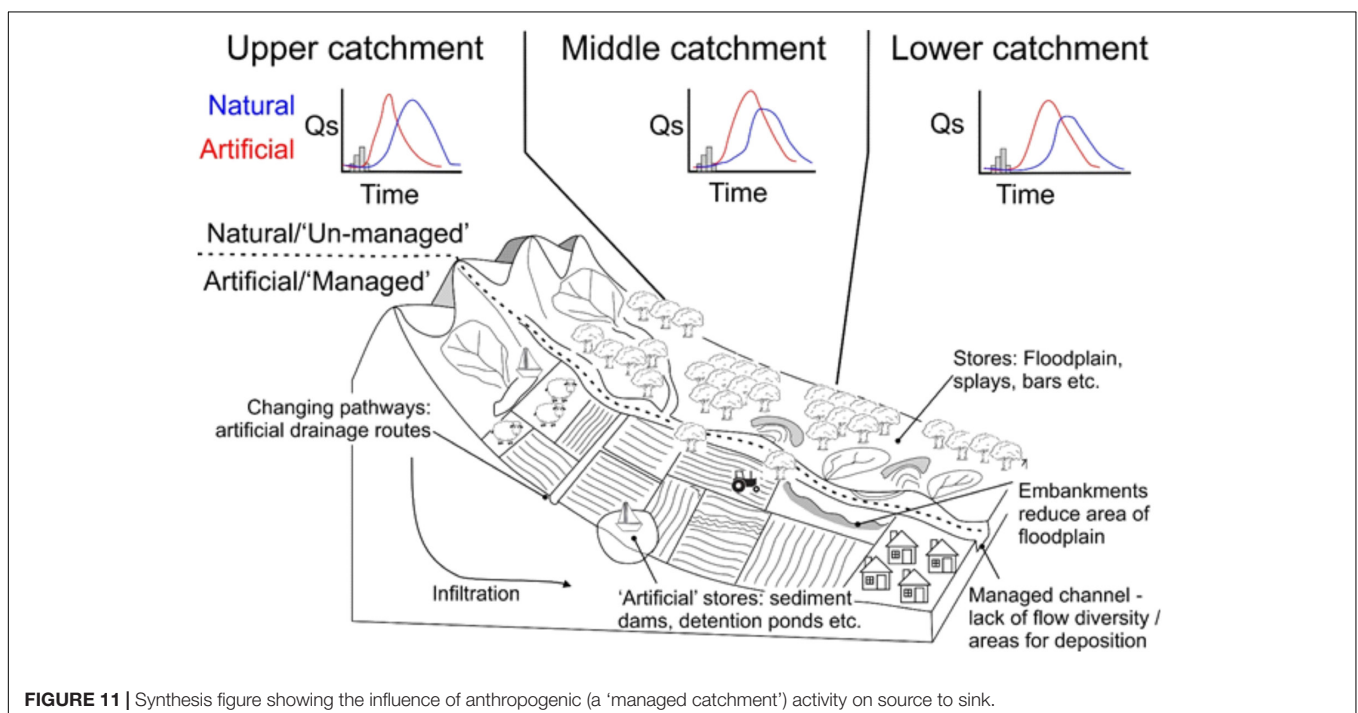 Upper catchment
Middle catchment
Lower catchment
Natural
Artificial
Qs
Time
Qs
Time
Qs
Time
Natural/‘Un-managed’
Artificial/‘Managed’
Changing pathways:
artificial drainage routes
Stores: Floodplain,
splays, bars etc.
Embankments
reduce area of
floodplain
Infiltration
‘Artificial’ stores: sediment
dams, detention ponds etc.
Managed channel -
lack of flow diversity /
areas for deposition
FIGURE 11 | Synthesis figure showing the influence of anthropogenic (a ‘managed catchment’) activity on source to sink.